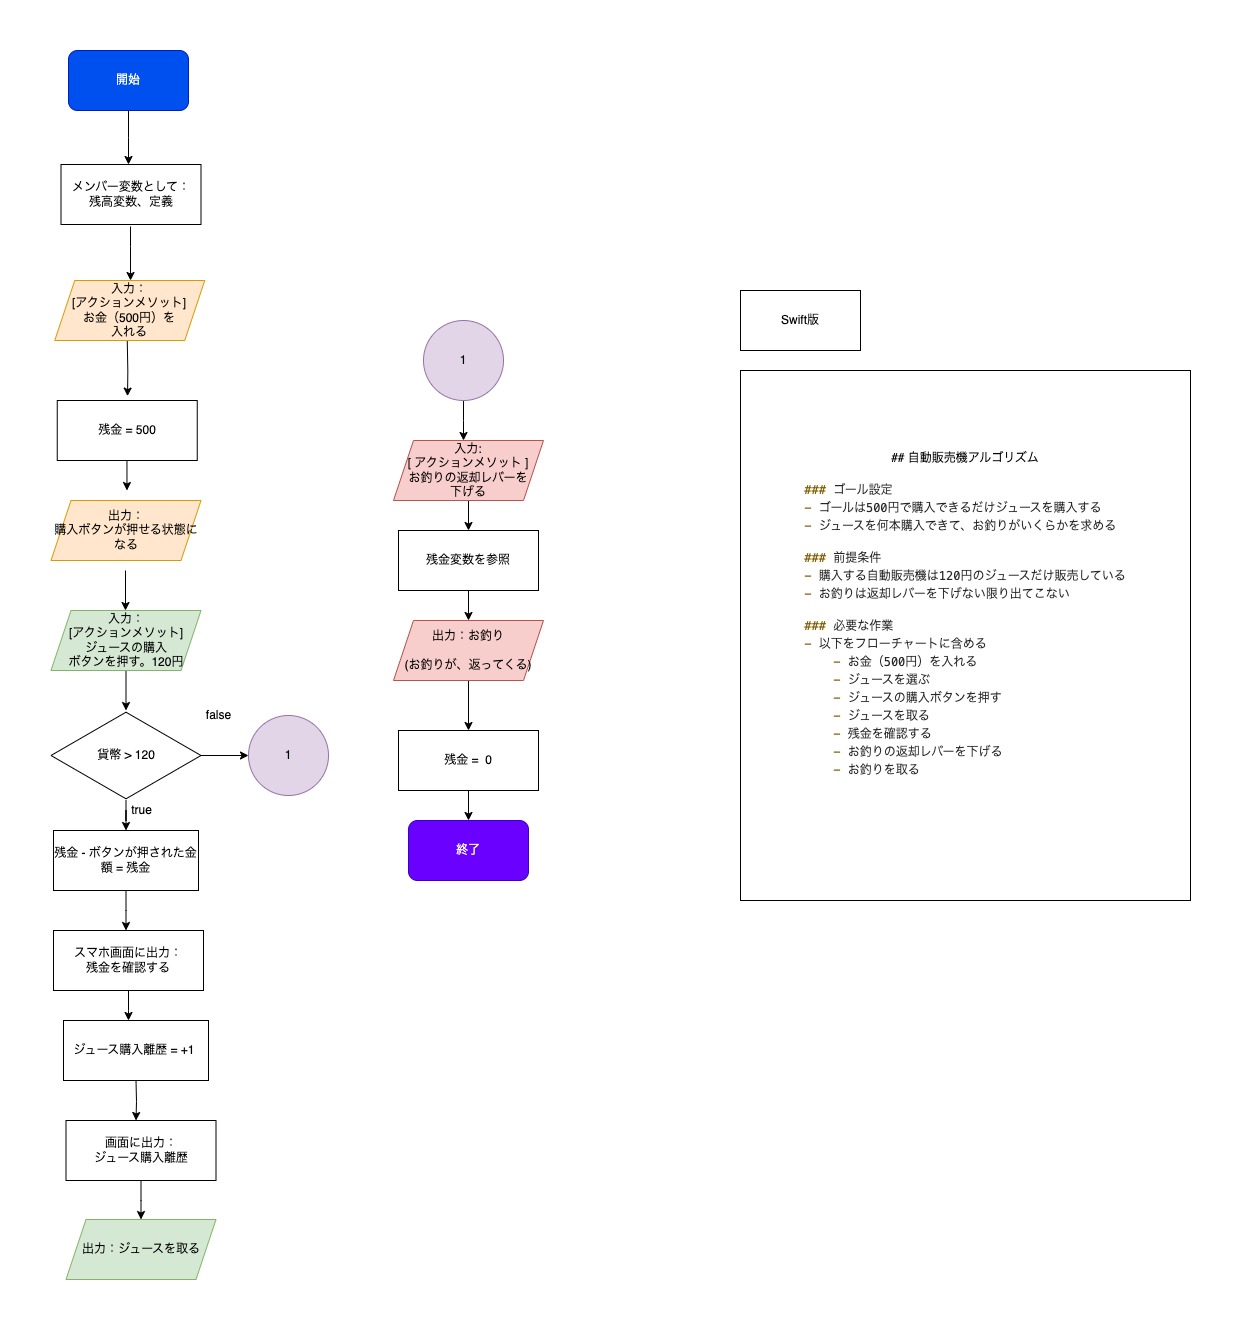 開始
メンバー変数として：
残高変数、定義
入力：
[アクションメソット]
お金（500円）を
入れる
残金 = 500
出力：
購入ボタンが押せる状態に
なる
入力：
[アクションメソット]
ジュースの購入
ボタンを押す。120円
貨幣 > 120
false
1
true
残金 - ボタンが押された金
額 = 残金
スマホ画面に出力：
残金を確認する
ジュース購入離歴 = +1
画面に出力：
ジュース購入離歴
出力：ジュースを取る
1
入力:
[ アクションメソット ]
お釣りの返却レバーを
下げる
残金変数を参照
出力：お釣り
(お釣りが、返ってくる)
残金 = 0
終了
Swift版
## 自動販売機アルゴリズム
### ゴール設定
- ゴールは500円で購入できるだけジュースを購入する
- ジュースを何本購入できて、お釣りがいくらかを求める
### 前提条件
- 購入する自動販売機は120円のジュースだけ販売している
- お釣りは返却レバーを下げない限り出てこない
### 必要な作業
- 以下をフローチャートに含める
- お金（500円）を入れる
- ジュースを選ぶ
- ジュースの購入ボタンを押す
- ジュースを取る
- 残金を確認する
- お釣りの返却レバーを下げる
- お釣りを取る